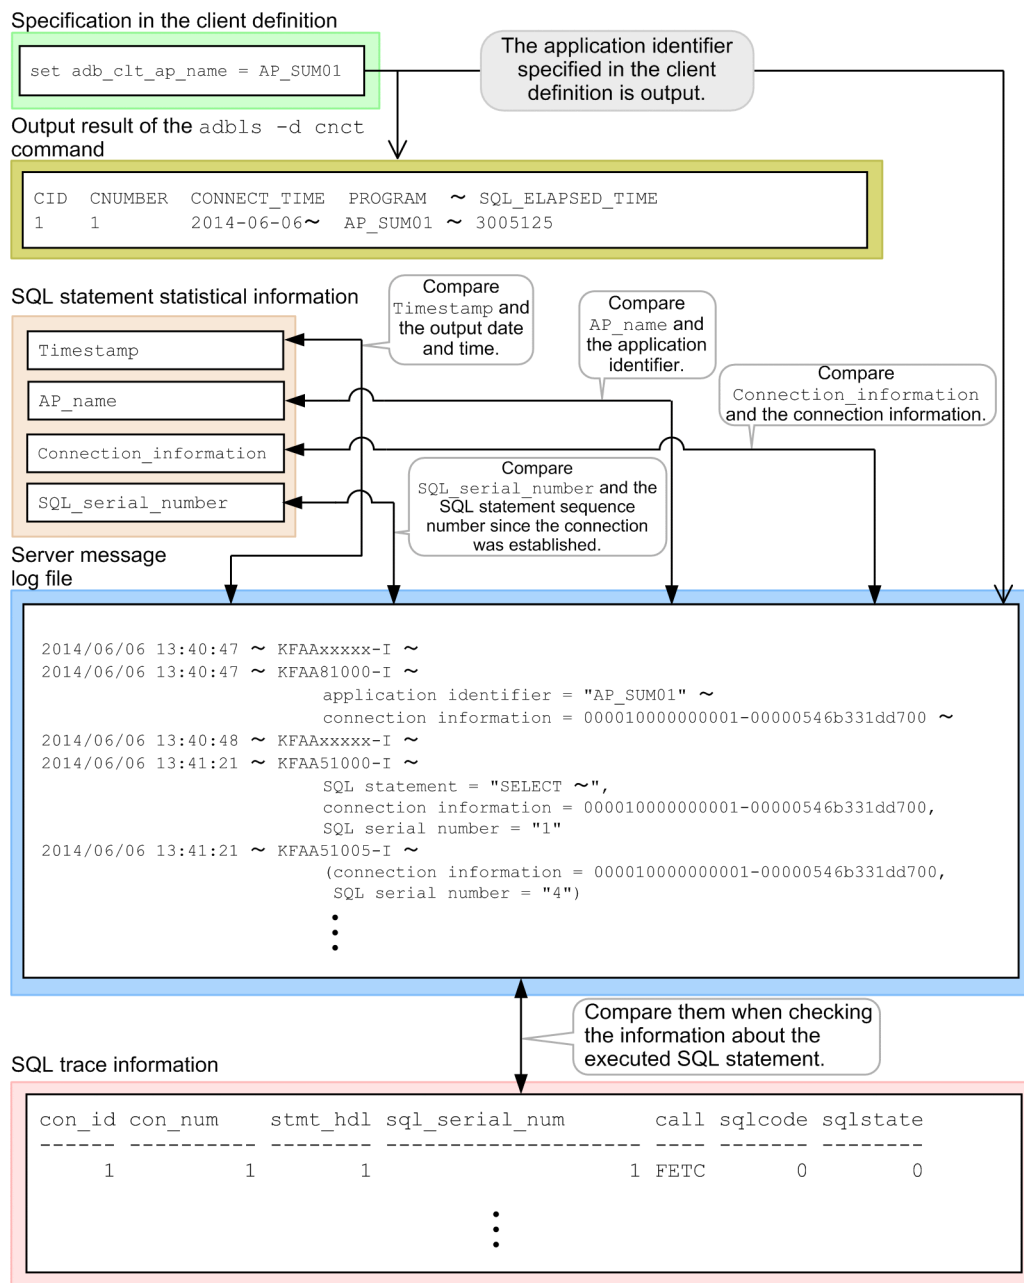 Specification in the client definition
set adb_clt_ap_name = AP_SUM01
The application identifier
specified in the client
definition is output.
Output result of the adbls -d cnct
command
CID CNUMBER CONNECT_TIME PROGRAM ~ SQL_ELAPSED_TIME
1 1 2014-06-06~ AP_SUM01 ~ 3005125
SQL statement statistical information
Compare
Timestamp and
the output date
and time.
Compare
AP_name and
the application
identifier.
Compare
Connection_information
and the connection information.
Timestamp
AP_name
Connection_information
SQL_serial_number
Compare
SQL_serial_number and the
SQL statement sequence
number since the connection
was established.
Server message
log file
2014/06/06 13:40:47 ~ KFAAxxxxx-I ~
2014/06/06 13:40:47 ~ KFAA81000-I ~
application identifier = "AP_SUM01" ~
connection information = 000010000000001-00000546b331dd700 ~
2014/06/06 13:40:48 ~ KFAAxxxxx-I ~
2014/06/06 13:41:21 ~ KFAA51000-I ~
SQL statement = "SELECT ~",
connection information = 000010000000001-00000546b331dd700,
SQL serial number = "1"
2014/06/06 13:41:21 ~ KFAA51005-I ~
(connection information = 000010000000001-00000546b331dd700,
SQL serial number = "4")
Compare them when checking
the information about the
executed SQL statement.
SQL trace information
con_id con_num stmt_hdl sql_serial_num call sqlcode sqlstate
------ ---------- -------- -------------------- ---- ------- --------
1 1 1 1 FETC 0 0